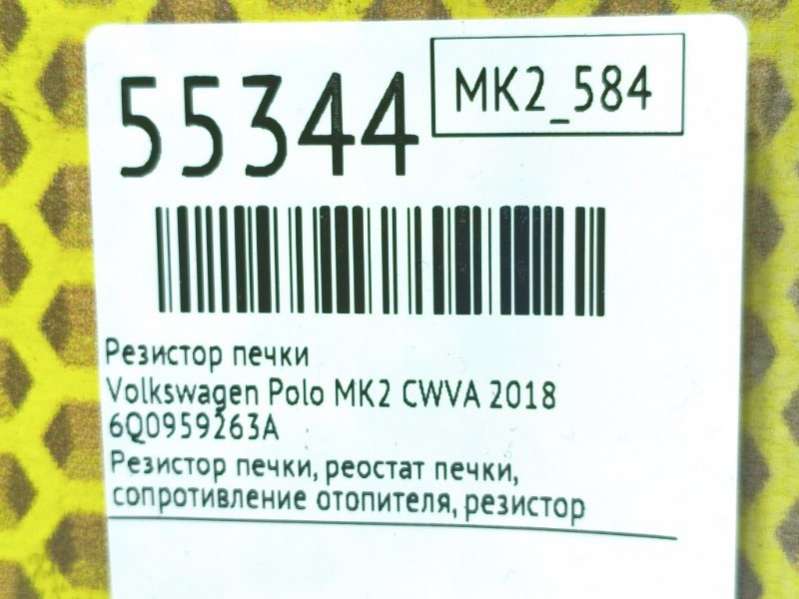 55344
MK2_584
Резистор печки
Volkswagen Polo MK2 CWVA 2018
6Q0959263A
Резистор печки, реостат печки,
сопротивление отопителя, резистор